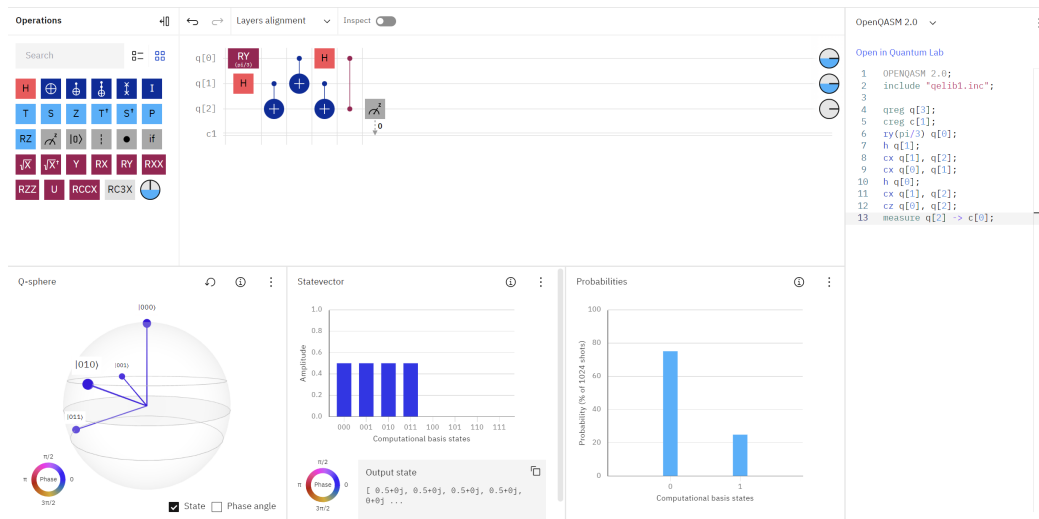 Operations
Layers alignment
Inspect
OpenQASM 2.0
Search
Open in Quantum Lab
H
I
T S Z T† S† P
RZ z |0⟩ if
√X √X† Y RX RY RXX
RZZ U RCCX RC3X
q[0] RY (pi/3) H
q[1] H
q[2] z
c1 0
1 OPENQASM 2.0;
2 include "qelib1.inc";
3
4 qreg q[3];
5 creg c[1];
6 ry(pi/3) q[0];
7 h q[1];
8 cx q[1], q[2];
9 cx q[0], q[1];
10 h q[0];
11 cx q[1], q[2];
12 cz q[0], q[2];
13 measure q[2] -> c[0];
Q-sphere
|000⟩
|010⟩
|001⟩
|011⟩
π/2
π Phase 0
3π/2
State Phase angle
Statevector
1.0
0.8
0.6
0.4
0.2
0.0
Amplitude
000 001 010 011 100 101 110 111
Computational basis states
π/2
π Phase 0
3π/2
Output state
[ 0.5+0j, 0.5+0j, 0.5+0j, 0.5+0j,
0+0j ...
Probabilities
100
80
60
40
20
0
Probability (% of 1024 shots)
0 1
Computational basis states